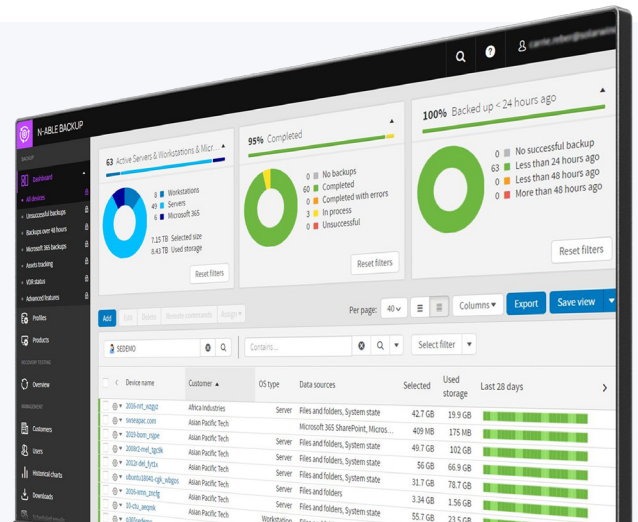 N-ABLE BACKUP
BACKUP
Dashboard
All devices
Unsuccessful backups
Backups over 48 hours
Microsoft 365 backups
Assets tracking
VDR status
Advanced features
Profiles
Products
RECOVERY TESTING
Overview
MANAGEMENT
Customers
Users
Historical charts
Downloads
63 Active Servers & Workstations & Micr...
8 Workstations
49 Servers
6 Microsoft 365
7.15 TB Selected size
8.43 TB Used storage
Reset filters
95% Completed
0 No backups
60 Completed
0 Completed with errors
3 In process
0 Unsuccessful
Reset filters
100% Backed up < 24 hours ago
0 No successful backup
63 Less than 24 hours ago
0 Less than 48 hours ago
0 More than 48 hours ago
Reset filters
Add Edit Delete Remote commands Assign
Per page: 40 Columns Export Save view
SEDEMO Contains... Select filter
Device name Customer OS type Data sources Selected Used storage Last 28 days
Africa Industries Server Files and folders, System state 42.7 GB 19.9 GB
swseapac.com Asian Pacific Tech Microsoft 365 SharePoint, Micros... 409 MB 175 MB
Asian Pacific Tech Server Files and folders, System state 49.7 GB 102 GB
Asian Pacific Tech Server Files and folders, System state 56 GB 66.9 GB
Asian Pacific Tech Server Files and folders, System state 31.7 GB 78.7 GB
Asian Pacific Tech Server Files and folders 3.34 GB 1.56 GB
Asian Pacific Tech Server Files and folders, System state 55.7 GB 23.5 GB
Asian Pacific Tech Workstation